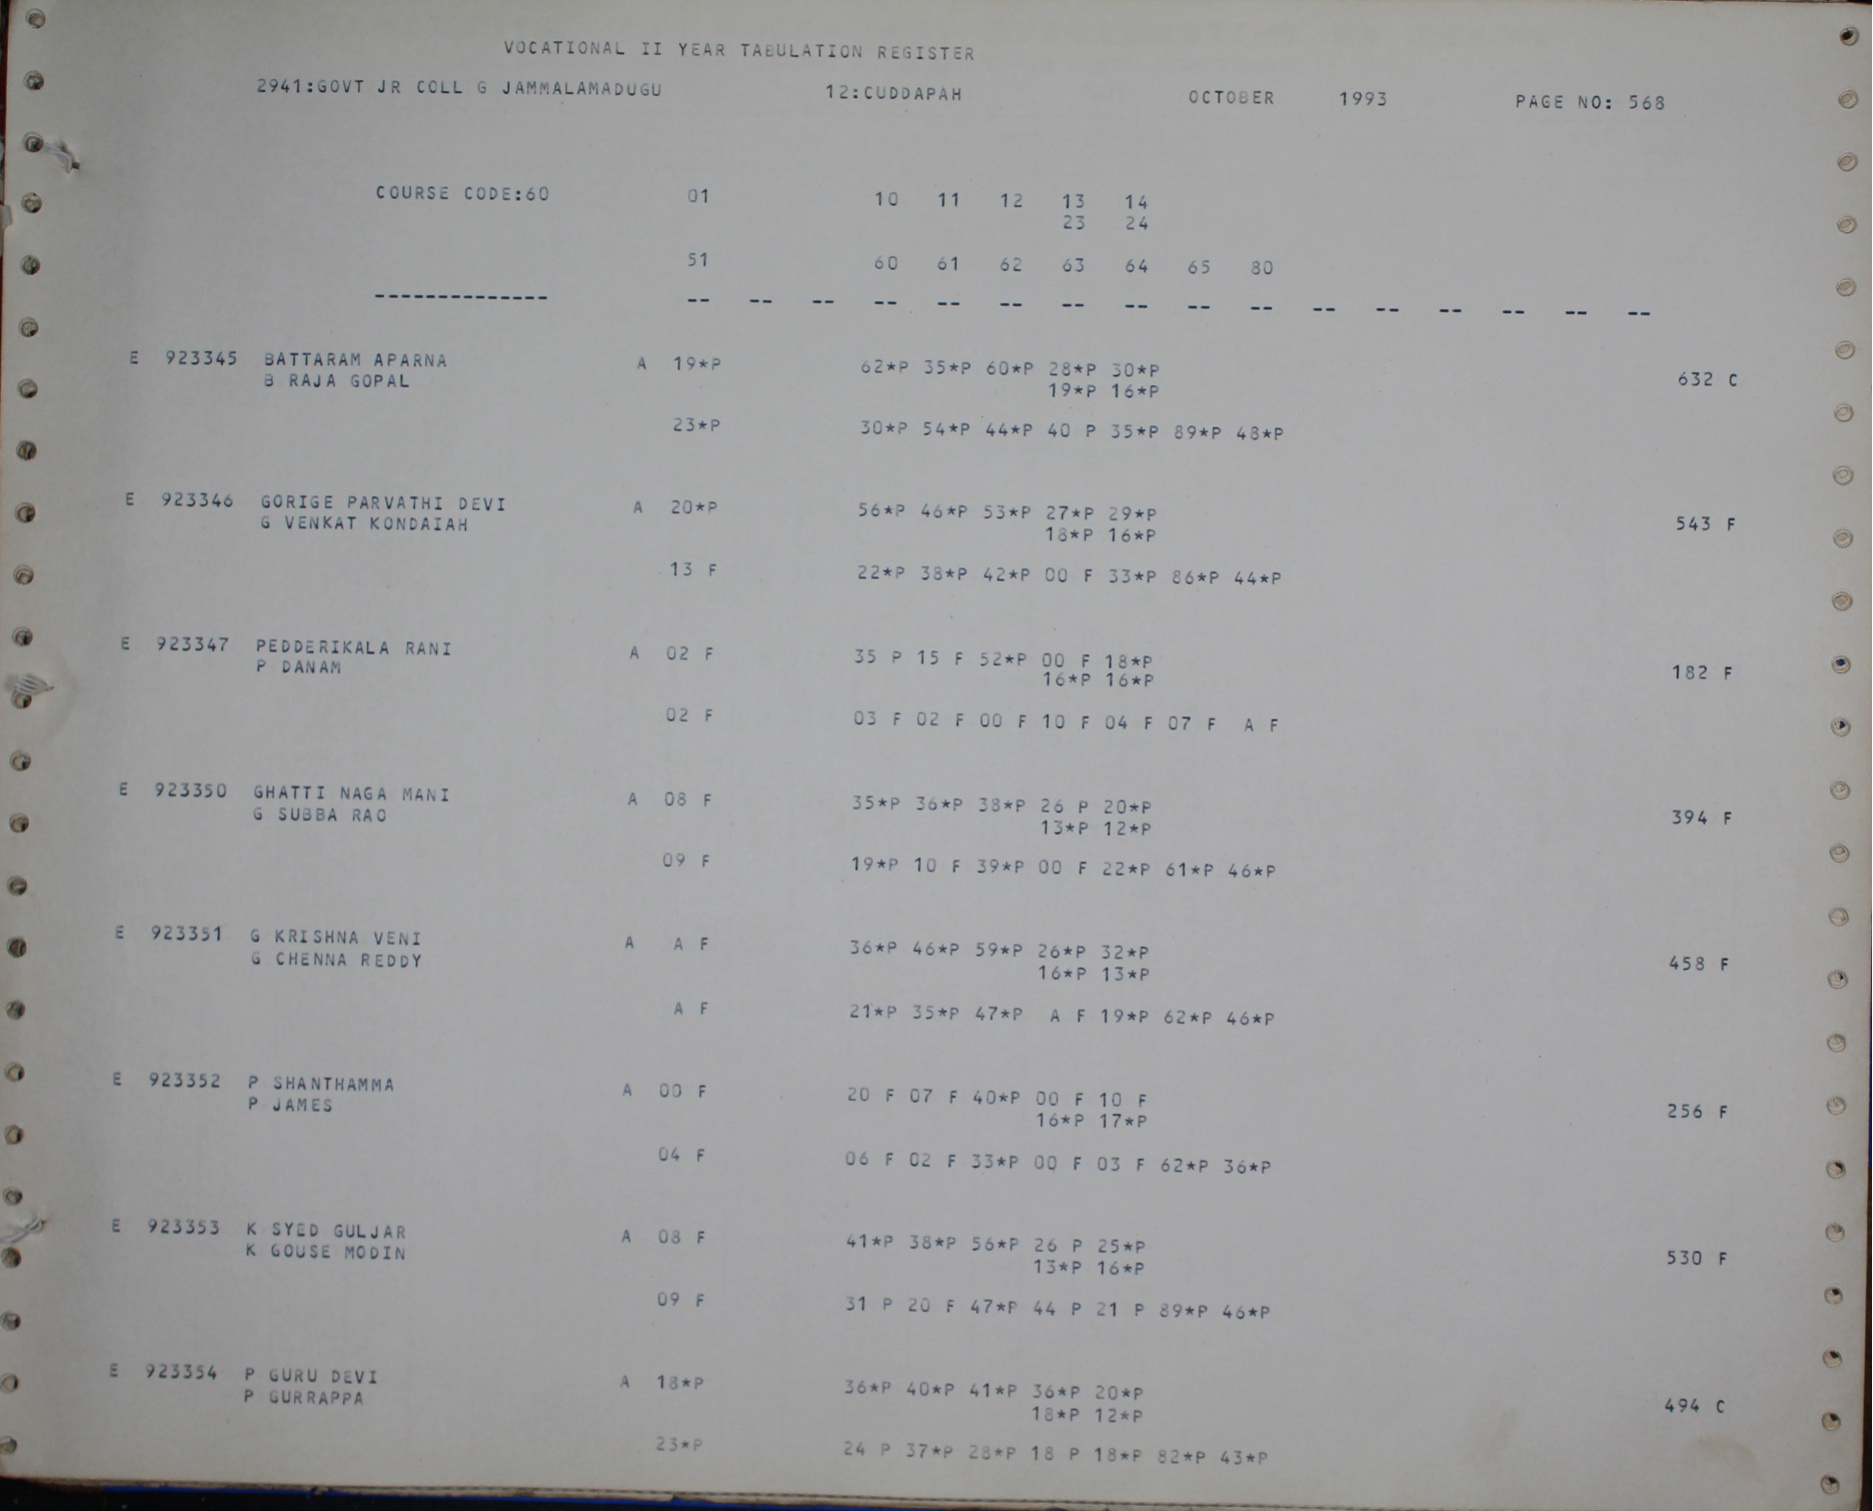 VOCATIONAL II YEAR TABULATION REGISTER
2941:GOVT JR COLL G JAMMALAMADUGU 12:CUDDAPAH OCTOBER 1993 PAGE NO: 568
COURSE CODE:60 01 10 11 12 13 14
23 24
51 60 61 62 63 64 65 80
-------------- -- -- -- -- -- -- -- -- -- -- -- -- -- -- -- --
E 923345 BATTARAM APARNA A 19*P 62*P 35*P 60*P 28*P 30*P
B RAJA GOPAL 19*P 16*P 632 C
23*P 30*P 54*P 44*P 40 P 35*P 89*P 48*P
E 923346 GORIGE PARVATHI DEVI A 20*P 56*P 46*P 53*P 27*P 29*P
G VENKAT KONDAIAH 18*P 16*P 543 F
13 F 22*P 38*P 42*P 00 F 33*P 86*P 44*P
E 923347 PEDDERIKALA RANI A 02 F 35 P 15 F 52*P 00 F 18*P
P DANAM 16*P 16*P 182 F
02 F 03 F 02 F 00 F 10 F 04 F 07 F A F
E 923350 GHATTI NAGA MANI A 08 F 35*P 36*P 38*P 26 P 20*P
G SUBBA RAO 13*P 12*P 394 F
09 F 19*P 10 F 39*P 00 F 22*P 61*P 46*P
E 923351 G KRISHNA VENI A A F 36*P 46*P 59*P 26*P 32*P
G CHENNA REDDY 16*P 13*P 458 F
A F 21*P 35*P 47*P A F 19*P 62*P 46*P
E 923352 P SHANTHAMMA A 00 F 20 F 07 F 40*P 00 F 10 F
P JAMES 16*P 17*P 256 F
04 F 06 F 02 F 33*P 00 F 03 F 62*P 36*P
E 923353 K SYED GULJAR A 08 F 41*P 38*P 56*P 26 P 25*P
K GOUSE MODIN 13*P 16*P 530 F
09 F 31 P 20 F 47*P 44 P 21 P 89*P 46*P
E 923354 P GURU DEVI A 18*P 36*P 40*P 41*P 36*P 20*P
P GURRAPPA 18*P 12*P 494 C
23*P 24 P 37*P 28*P 18 P 18*P 82*P 43*P